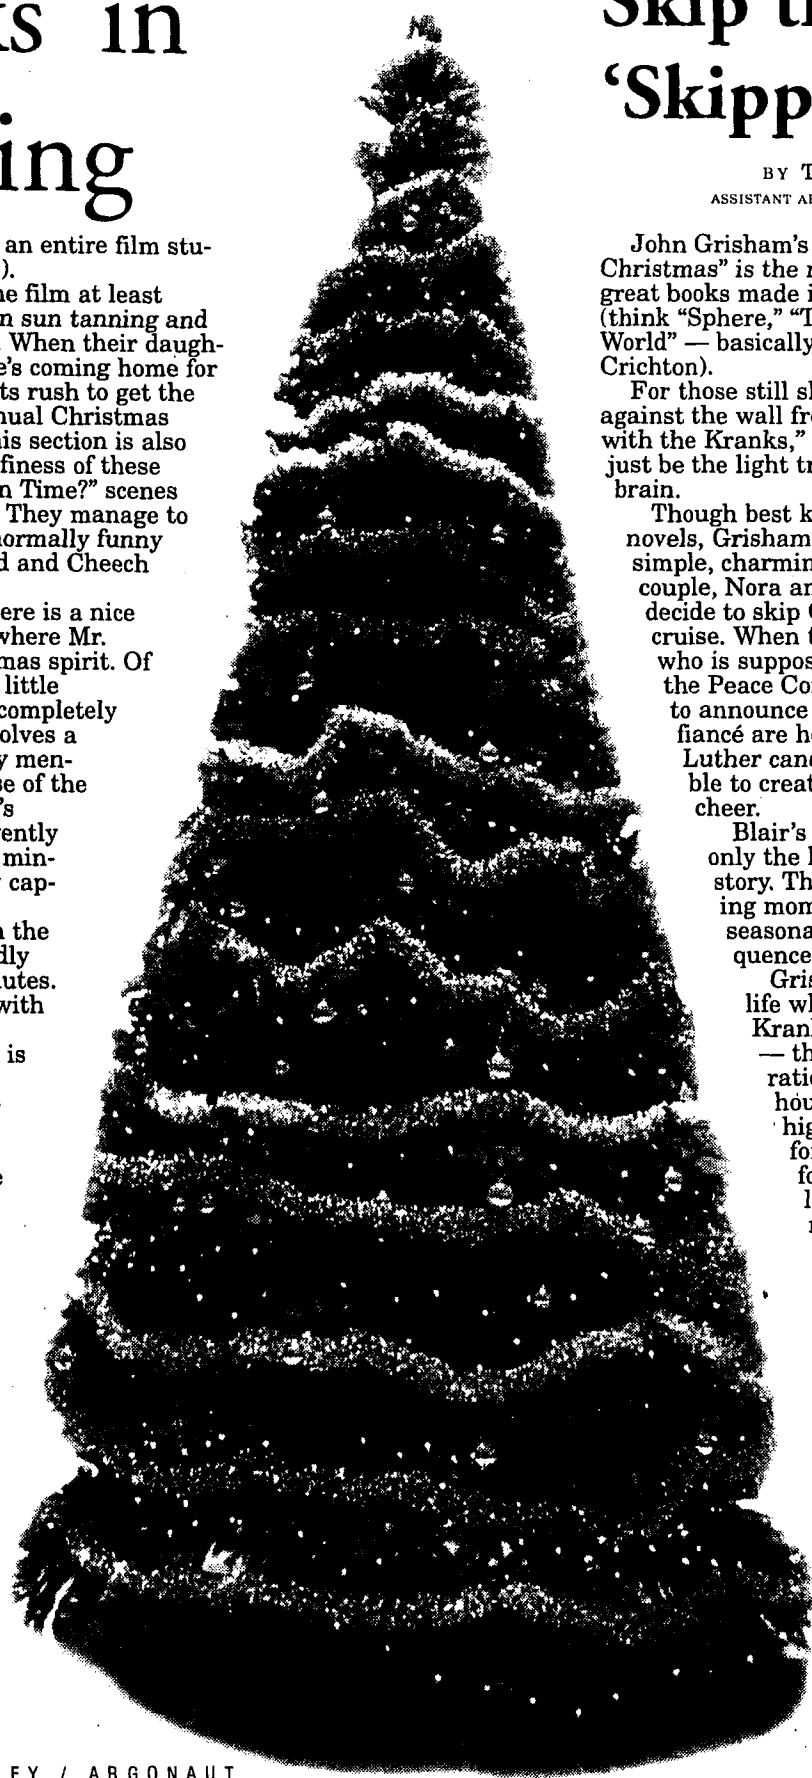 ks in
ing
an entire film stu-
).
ne film at least
n sun tanning and
. When their daugh-
e's coming home for
ts rush to get the
nual Christmas
his section is also
finess of these
n Time?" scenes
They manage to
normally funny
d and Cheech
ere is a nice
where Mr.
mas spirit. Of
little
completely
olves a
y men-
se of the
's
ently
min-
cap-
n the
dly
utes.
with
is
EY / ARGONAUT
Skip th
‘Skipp
BY T
ASSISTANT AR
John Grisham's
Christmas” is the
great books made i
(think “Sphere,” “T
World” — basically
Crichton).
For those still sl
against the wall fr
with the Kranks,”
just be the light tr
brain.
Though best k
novels, Grisham
simple, charmin
couple, Nora an
decide to skip
cruise. When t
who is suppos
the Peace Co
to announce
fiancé are h
Luther canc
ble to creat
cheer.
Blair's
only the
story. Th
ing mom
seasona
quence
Gris
life w
Kran
— th
ratio
hou
hig
fo
fo
l